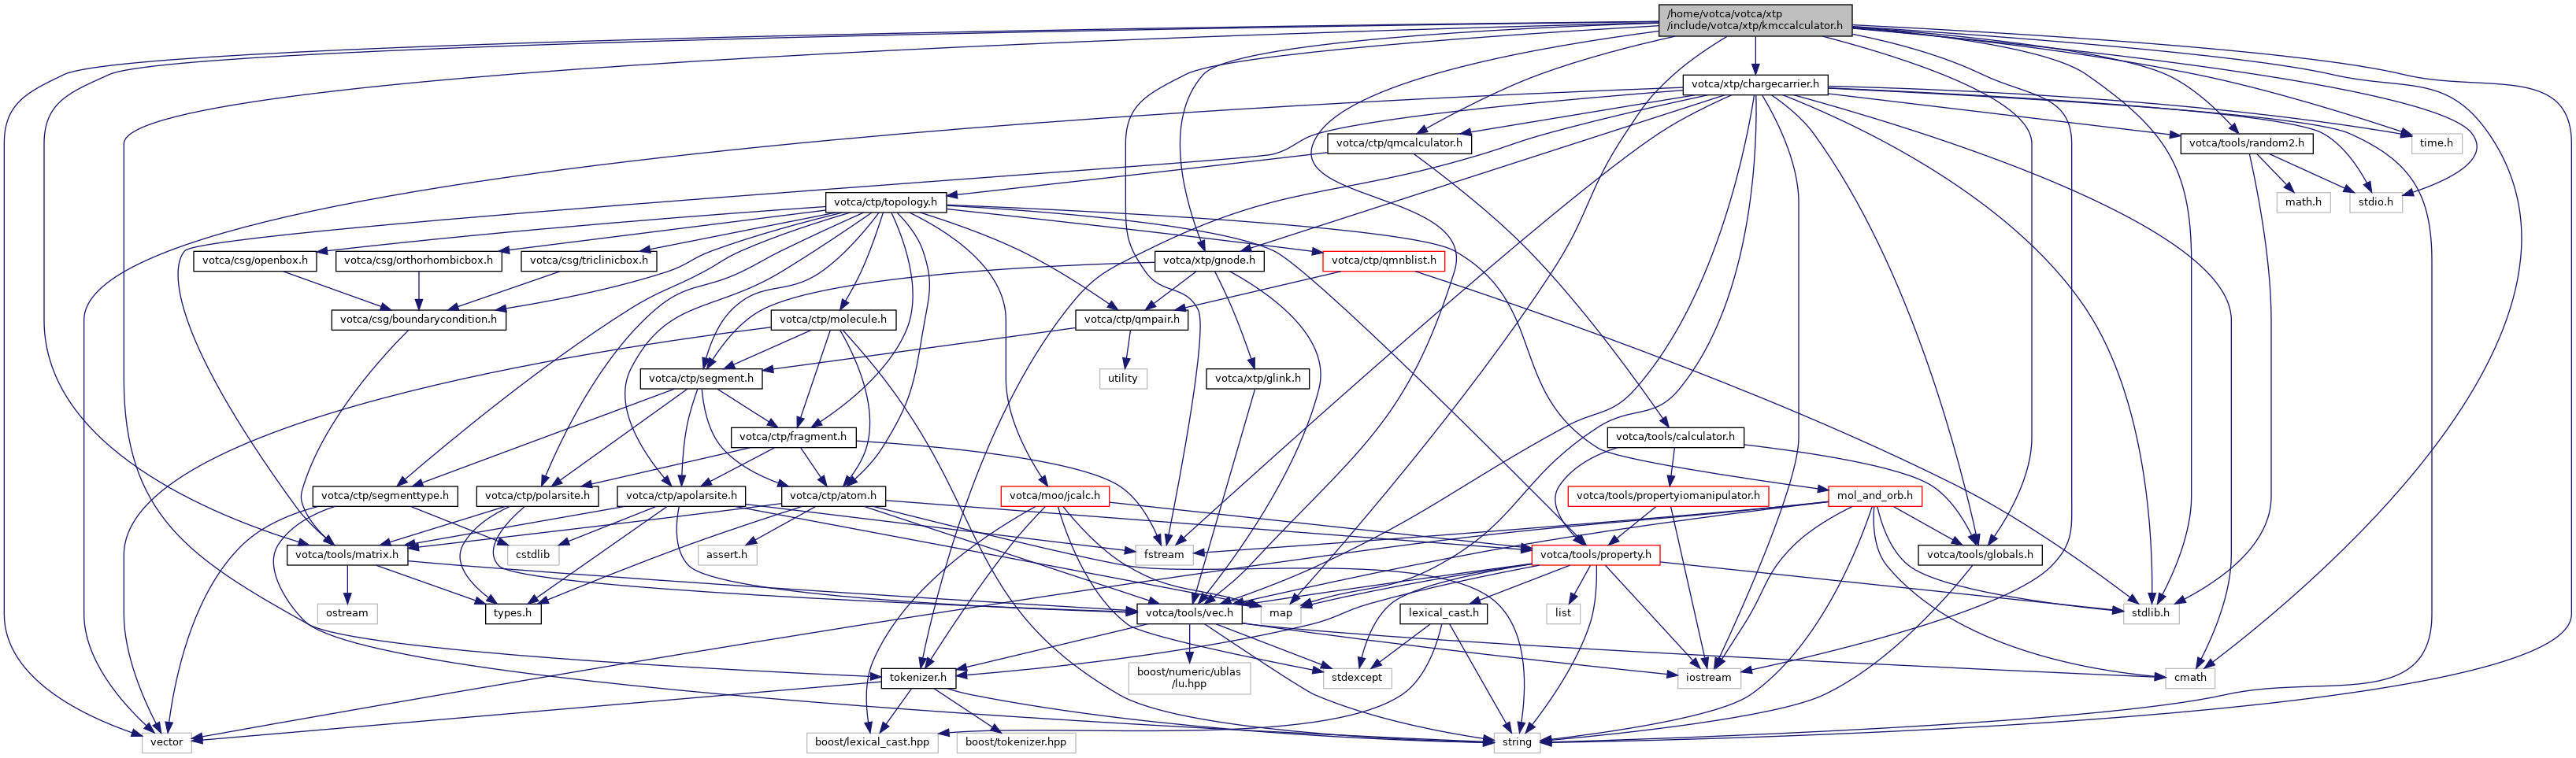 /home/votca/votca/xtp
/include/votca/xtp/kmccalculator.h
votca/xtp/chargecarrier.h
votca/ctp/qmcalculator.h
votca/tools/random2.h
time.h
votca/ctp/topology.h
math.h
stdio.h
votca/csg/openbox.h
votca/csg/orthorhombicbox.h
votca/csg/triclinicbox.h
votca/xtp/gnode.h
votca/ctp/qmnblist.h
votca/csg/boundarycondition.h
votca/ctp/molecule.h
votca/ctp/qmpair.h
votca/ctp/segment.h
utility
votca/xtp/glink.h
votca/ctp/fragment.h
votca/tools/calculator.h
votca/ctp/segmenttype.h
votca/ctp/polarsite.h
votca/ctp/apolarsite.h
votca/ctp/atom.h
votca/moo/jcalc.h
votca/tools/propertyiomanipulator.h
mol_and_orb.h
votca/tools/matrix.h
cstdlib
assert.h
fstream
votca/tools/property.h
votca/tools/globals.h
ostream
types.h
votca/tools/vec.h
map
lexical_cast.h
list
stdlib.h
tokenizer.h
boost/numeric/ublas
/lu.hpp
stdexcept
iostream
cmath
vector
boost/lexical_cast.hpp
boost/tokenizer.hpp
string